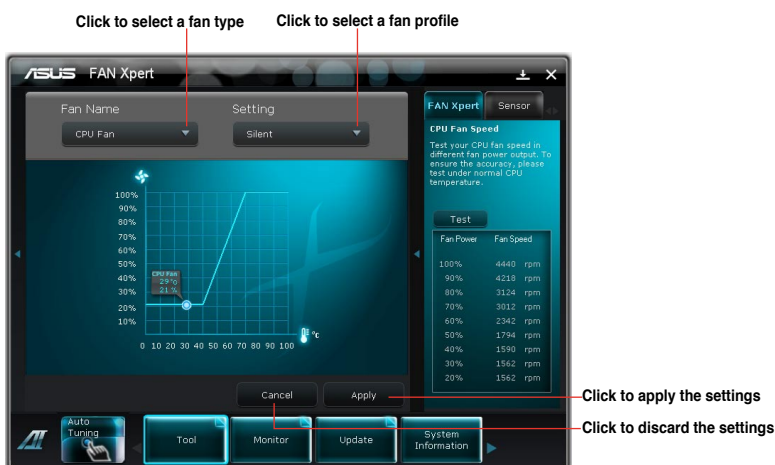 Click to select a fan type
Click to select a fan profile
ASUS FAN Xpert
Fan Name
Setting
CPU Fan
Silent
100%
90%
80%
70%
60%
50%
40%
30%
20%
10%
CPU Fan
29°c
21 %
0 10 20 30 40 50 60 70 80 90 100
°c
Cancel
Apply
FAN Xpert
Sensor
CPU Fan Speed
Test your CPU fan speed in
different fan power output. To
ensure the accuracy, please
test under normal CPU
temperature.
Test
Fan Power Fan Speed
100% 4440 rpm
90% 4218 rpm
80% 3124 rpm
70% 3012 rpm
60% 2342 rpm
50% 1794 rpm
40% 1590 rpm
30% 1562 rpm
20% 1562 rpm
Click to apply the settings
Click to discard the settings
AI
Auto
Tuning
Tool
Monitor
Update
System
Information